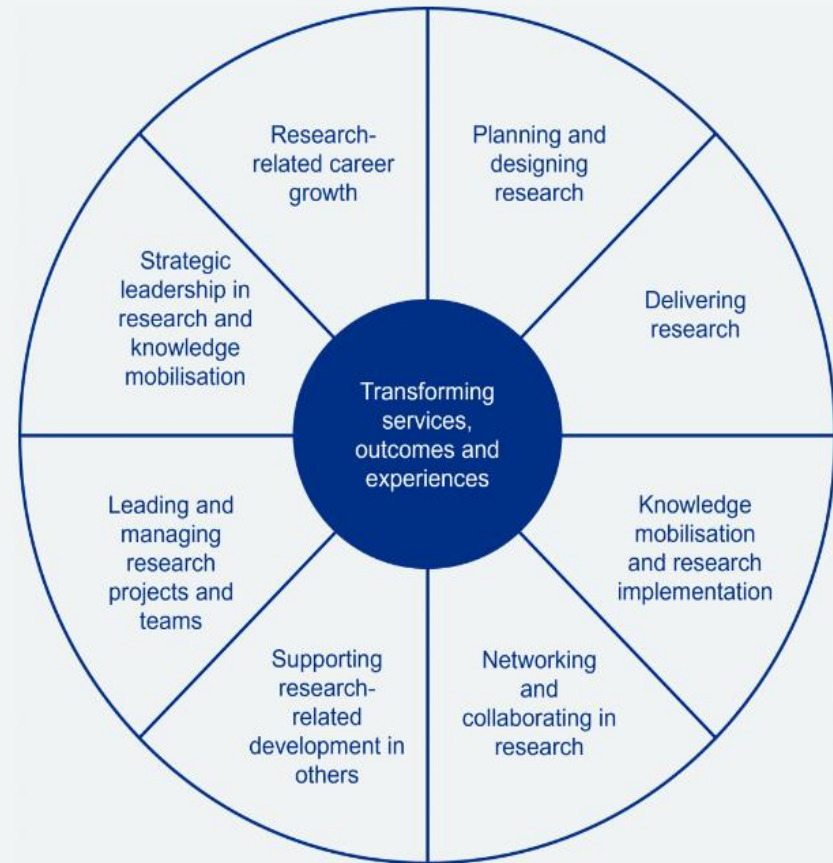 Research-
related career
growth
Planning and
designing
research
Delivering
research
Knowledge
mobilisation
and research
implementation
Networking
and
collaborating in
research
Supporting
research-
related
development in
others
Leading and
managing
research
projects and
teams
Strategic
leadership in
research and
knowledge
mobilisation
Transforming
services,
outcomes and
experiences